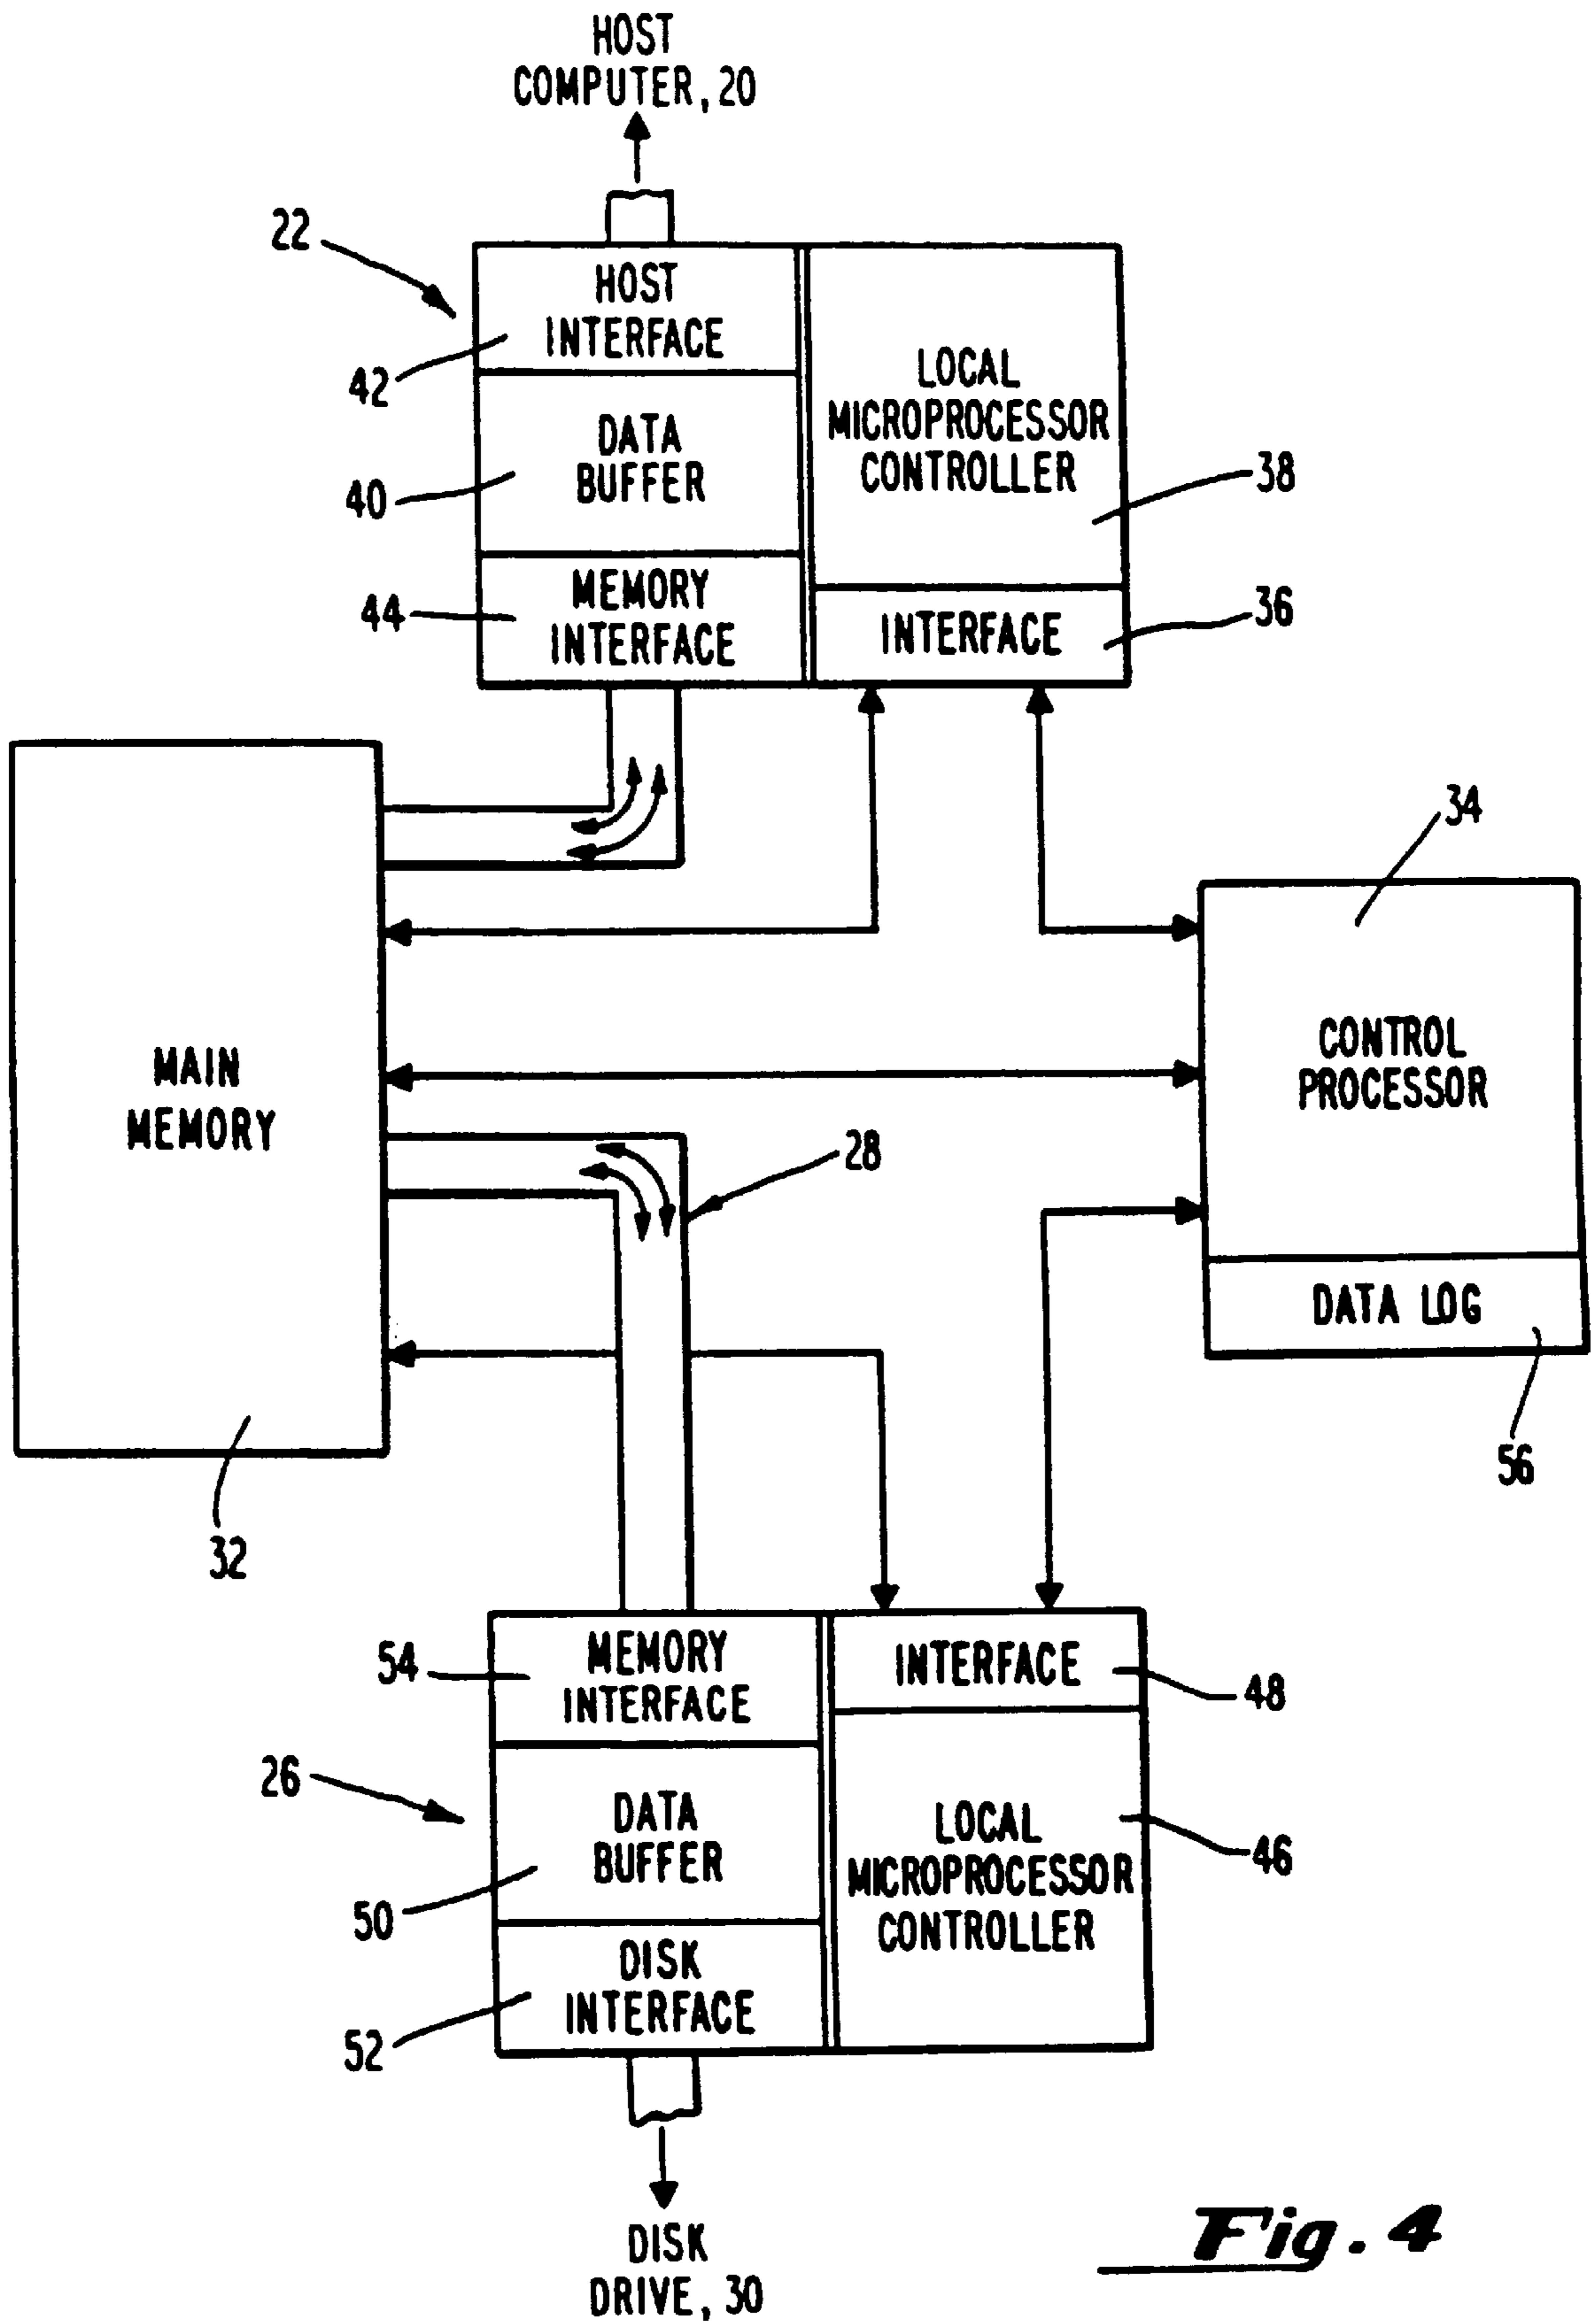 HOST
COMPUTER, 20
22
HOST
INTERFACE
42
LOCAL
MICROPROCESSOR
CONTROLLER
DATA
BUFFER
40
38
MEMORY
INTERFACE
44
INTERFACE
36
34
MAIN
MEMORY
CONTROL
PROCESSOR
28
DATA LOG
56
32
MEMORY
INTERFACE
54
INTERFACE
48
26
DATA
BUFFER
50
LOCAL
MICROPROCESSOR
CONTROLLER
46
DISK
INTERFACE
52
DISK
DRIVE, 30
Fig. 4